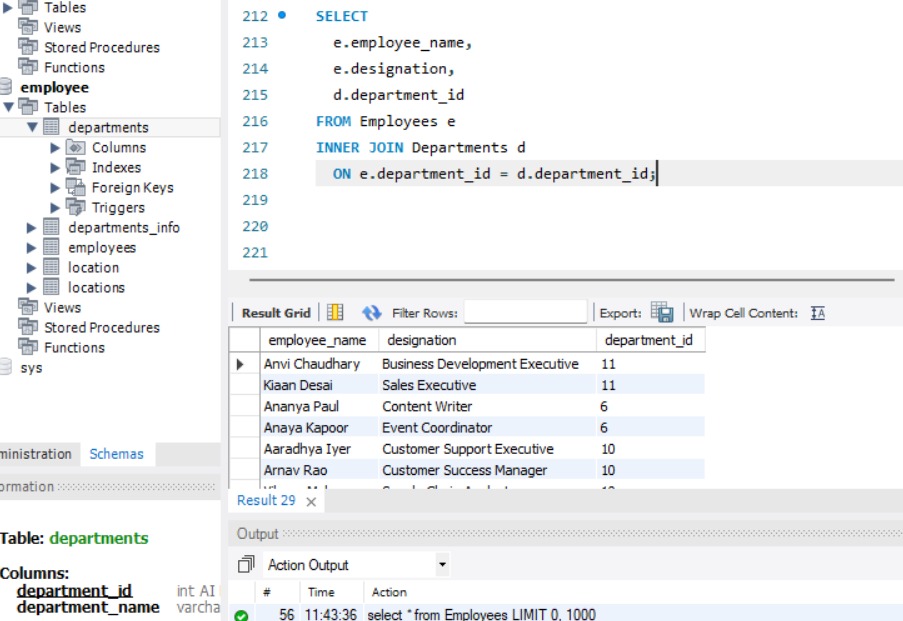 Tables
Views
Stored Procedures
Functions
employee
Tables
departments
Columns
Indexes
Foreign Keys
Triggers
departments_info
employees
location
locations
Views
Stored Procedures
Functions
sys
ministration Schemas
ormation
Table: departments
Columns:
department_id int AI
department_name varcha
212 SELECT
213 e.employee_name,
214 e.designation,
215 d.department_id
216 FROM Employees e
217 INNER JOIN Departments d
218 ON e.department_id = d.department_id;
219
220
221
Result Grid Filter Rows: Export: Wrap Cell Content: IA
employee_name designation department_id
Anvi Chaudhary Business Development Executive 11
Kiaan Desai Sales Executive 11
Ananya Paul Content Writer 6
Anaya Kapoor Event Coordinator 6
Aaradhya Iyer Customer Support Executive 10
Arnav Rao Customer Success Manager 10
Result 29
Output
Action Output
# Time Action
56 11:43:36 select * from Employees LIMIT 0, 1000